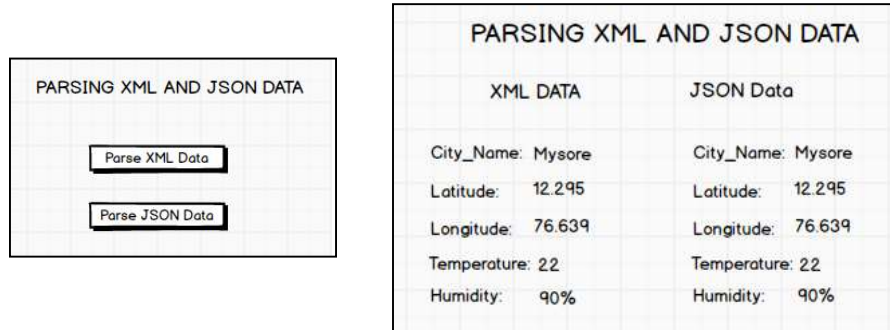 PARSING XML AND JSON DATA
Parse XML Data
Parse JSON Data
PARSING XML AND JSON DATA
XML DATA JSON Data
City_Name: Mysore City_Name: Mysore
Latitude: 12.295 Latitude: 12.295
Longitude: 76.639 Longitude: 76.639
Temperature: 22 Temperature: 22
Humidity: 90% Humidity: 90%